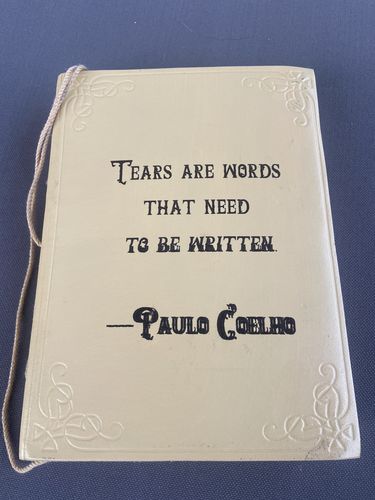 Tears are words
that need
to be written.
—Paulo Coelho